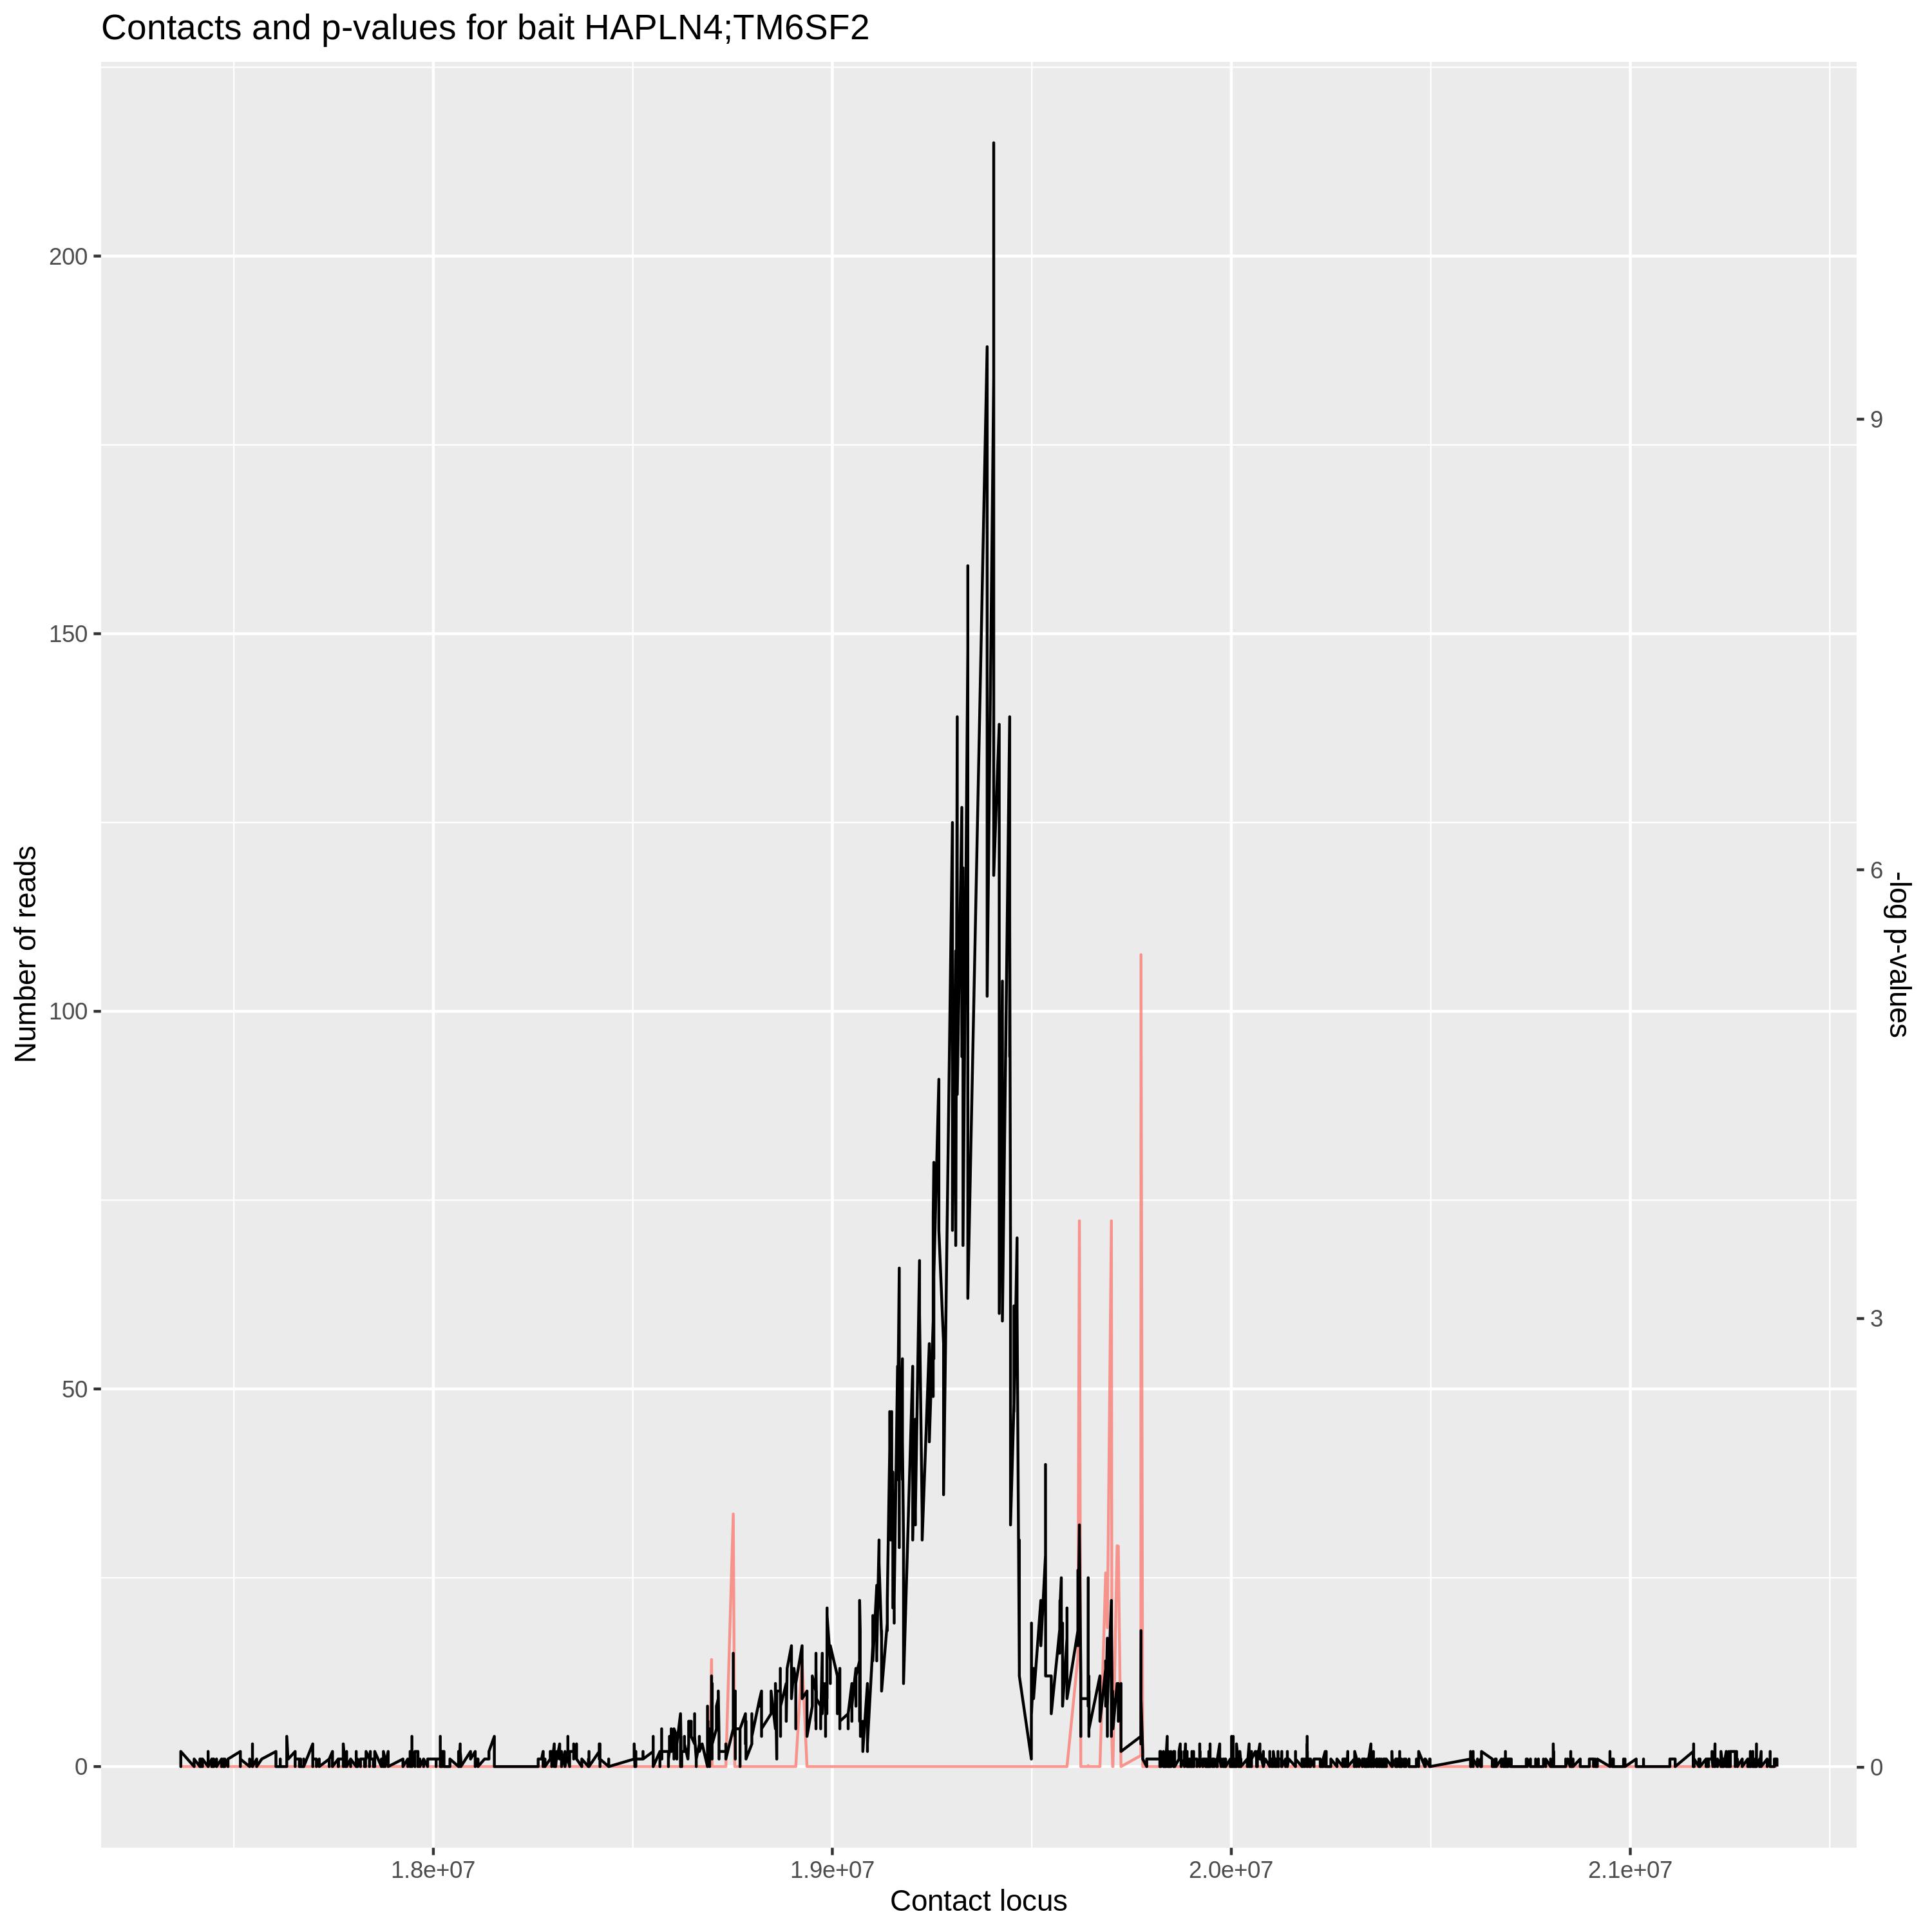 Contacts and p-values for bait HAPLN4;TM6SF2
200
150
100
50
0
Number of reads
9
6
3
0
-log p-values
1.8e+07
1.9e+07
2.0e+07
2.1e+07
Contact locus